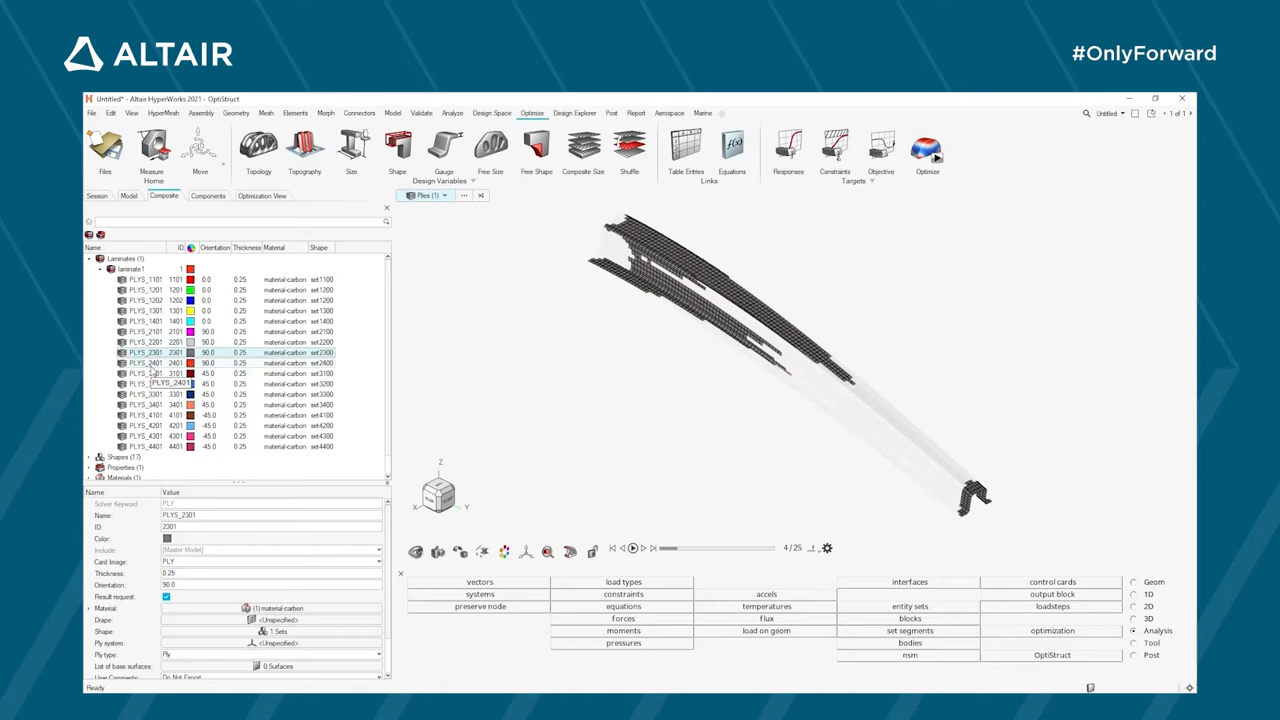 ALTAIR
#OnlyForward
Untitled* - Altair HyperWorks 2021 - OptiStruct
File Edit View HyperMesh Assembly Geometry Mesh Elements Morph Connectors Model Validate Analyze Design Space Optimize Design Explorer Post Report Aerospace Marine
Untitled 1 of 1
f(x)
Files Measure Move Topology Topography Size Shape Gauge Free Size Free Shape Composite Size Shuffle Table Entries Equations Responses Constraints Objective Optimize
Home Design Variables Links Targets
Session Model Composite Components Optimization View
Plies (1)
Name ID Orientation Thickness Material Shape
Laminates (1)
laminate1 1
PLYS_1101 1101 0.0 0.25 material-carbon set1100
PLYS_1201 1201 0.0 0.25 material-carbon set1200
PLYS_1202 1202 0.0 0.25 material-carbon set1200
PLYS_1301 1301 0.0 0.25 material-carbon set1300
PLYS_1401 1401 0.0 0.25 material-carbon set1400
PLYS_2101 2101 90.0 0.25 material-carbon set2100
PLYS_2201 2201 90.0 0.25 material-carbon set2200
PLYS_2301 2301 90.0 0.25 material-carbon set2300
PLYS_2401 2401 90.0 0.25 material-carbon set2400
3101 45.0 0.25 material-carbon set3100
PLYS_2401
45.0 0.25 material-carbon set3200
PLYS_3301 3301 45.0 0.25 material-carbon set3300
PLYS_3401 3401 45.0 0.25 material-carbon set3400
PLYS_4101 4101 -45.0 0.25 material-carbon set4100
PLYS_4201 4201 -45.0 0.25 material-carbon set4200
PLYS_4301 4301 -45.0 0.25 material-carbon set4300
PLYS_4401 4401 -45.0 0.25 material-carbon set4400
Shapes (17)
Properties (1)
Materials (1)
Name Value
Solver Keyword PLY
Name: PLYS_2301
ID: 2301
Color:
Include: [Master Model]
Card Image: PLY
Thickness: 0.25
Orientation: 90.0
Result request:
Material: (1) material-carbon
Drape: <Unspecified>
Shape: 1 Sets
Ply system: <Unspecified>
Ply type: Ply
List of base surfaces: 0 Surfaces
User Comments: Do Not Export
Z
X Y
4 / 25
vectors load types interfaces control cards Geom
systems constraints accels output block 1D
preserve node equations temperatures entity sets loadsteps 2D
forces flux blocks 3D
moments load on geom set segments optimization Analysis
pressures bodies Tool
nsm OptiStruct Post
Ready